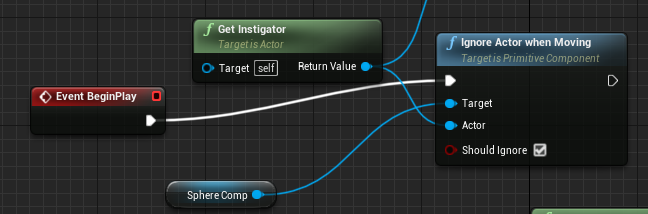 f Get Instigator
Target is Actor
Target self
Return Value
f Ignore Actor when Moving
Target is Primitive Component
Event BeginPlay
Target
Actor
Should Ignore
Sphere Comp